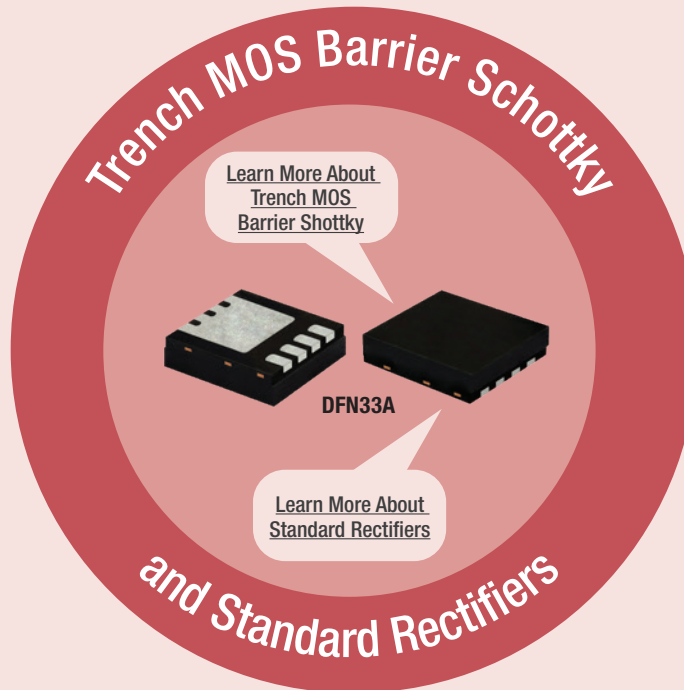 Trench MOS Barrier Schottky
Learn More About
Trench MOS
Barrier Shottky
DFN33A
Learn More About
Standard Rectifiers
and Standard Rectifiers